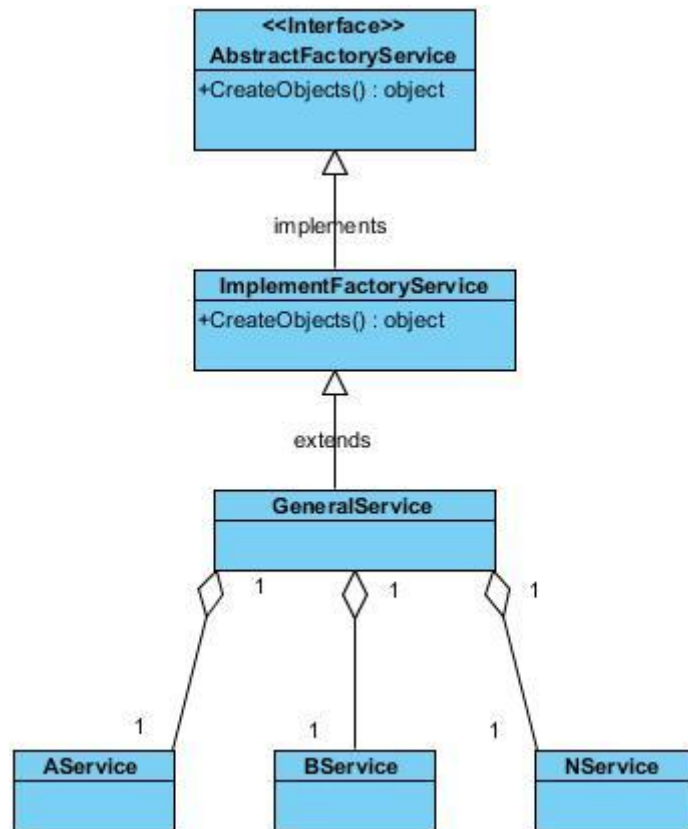 <<Interface>>
AbstractFactoryService
+CreateObjects() : object
implements
ImplementFactoryService
+CreateObjects() : object
extends
GeneralService
1 1 1
1 1 1
AService BService NService